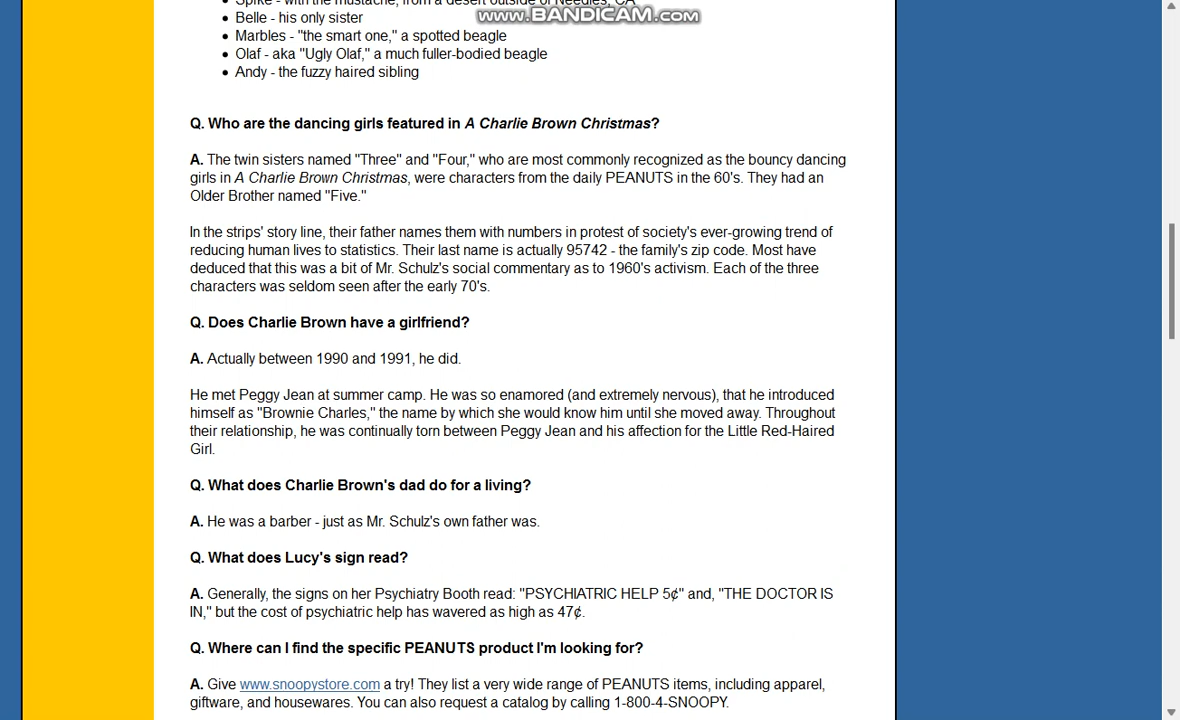 Spike - with the mustache, from a desert outside of Needles, CA
www.BANDICAM.com
Belle - his only sister
Marbles - "the smart one," a spotted beagle
Olaf - aka "Ugly Olaf," a much fuller-bodied beagle
Andy - the fuzzy haired sibling
Q. Who are the dancing girls featured in A Charlie Brown Christmas?
A. The twin sisters named "Three" and "Four," who are most commonly recognized as the bouncy dancing
girls in A Charlie Brown Christmas, were characters from the daily PEANUTS in the 60's. They had an
Older Brother named "Five."
In the strips' story line, their father names them with numbers in protest of society's ever-growing trend of
reducing human lives to statistics. Their last name is actually 95742 - the family's zip code. Most have
deduced that this was a bit of Mr. Schulz's social commentary as to 1960's activism. Each of the three
characters was seldom seen after the early 70's.
Q. Does Charlie Brown have a girlfriend?
A. Actually between 1990 and 1991, he did.
He met Peggy Jean at summer camp. He was so enamored (and extremely nervous), that he introduced
himself as "Brownie Charles," the name by which she would know him until she moved away. Throughout
their relationship, he was continually torn between Peggy Jean and his affection for the Little Red-Haired
Girl.
Q. What does Charlie Brown's dad do for a living?
A. He was a barber - just as Mr. Schulz's own father was.
Q. What does Lucy's sign read?
A. Generally, the signs on her Psychiatry Booth read: "PSYCHIATRIC HELP 5¢" and, "THE DOCTOR IS
IN," but the cost of psychiatric help has wavered as high as 47¢.
Q. Where can I find the specific PEANUTS product I'm looking for?
A. Give www.snoopystore.com a try! They list a very wide range of PEANUTS items, including apparel,
giftware, and housewares. You can also request a catalog by calling 1-800-4-SNOOPY.